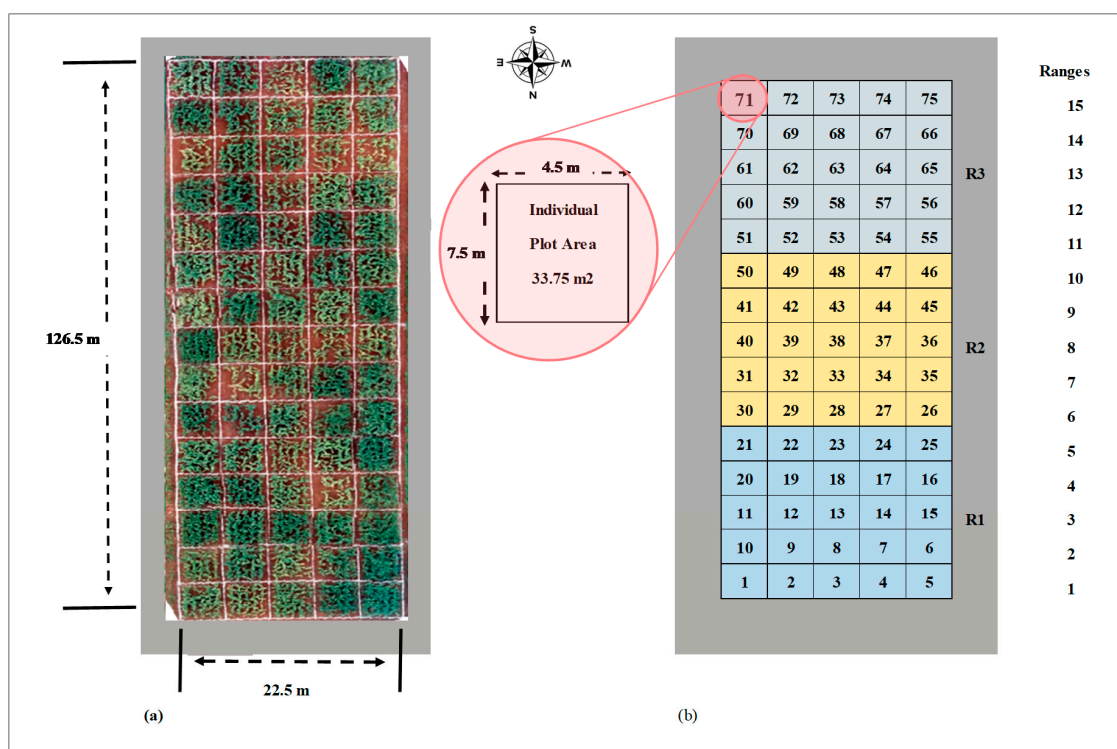 S
E W
N
126.5 m
22.5 m
(a)
4.5 m
7.5 m
Individual
Plot Area
33.75 m2
Ranges
71 72 73 74 75 15
70 69 68 67 66 14
61 62 63 64 65 R3 13
60 59 58 57 56 12
51 52 53 54 55 11
50 49 48 47 46 10
41 42 43 44 45 9
40 39 38 37 36 R2 8
31 32 33 34 35 7
30 29 28 27 26 6
21 22 23 24 25 5
20 19 18 17 16 4
11 12 13 14 15 R1 3
10 9 8 7 6 2
1 2 3 4 5 1
(b)